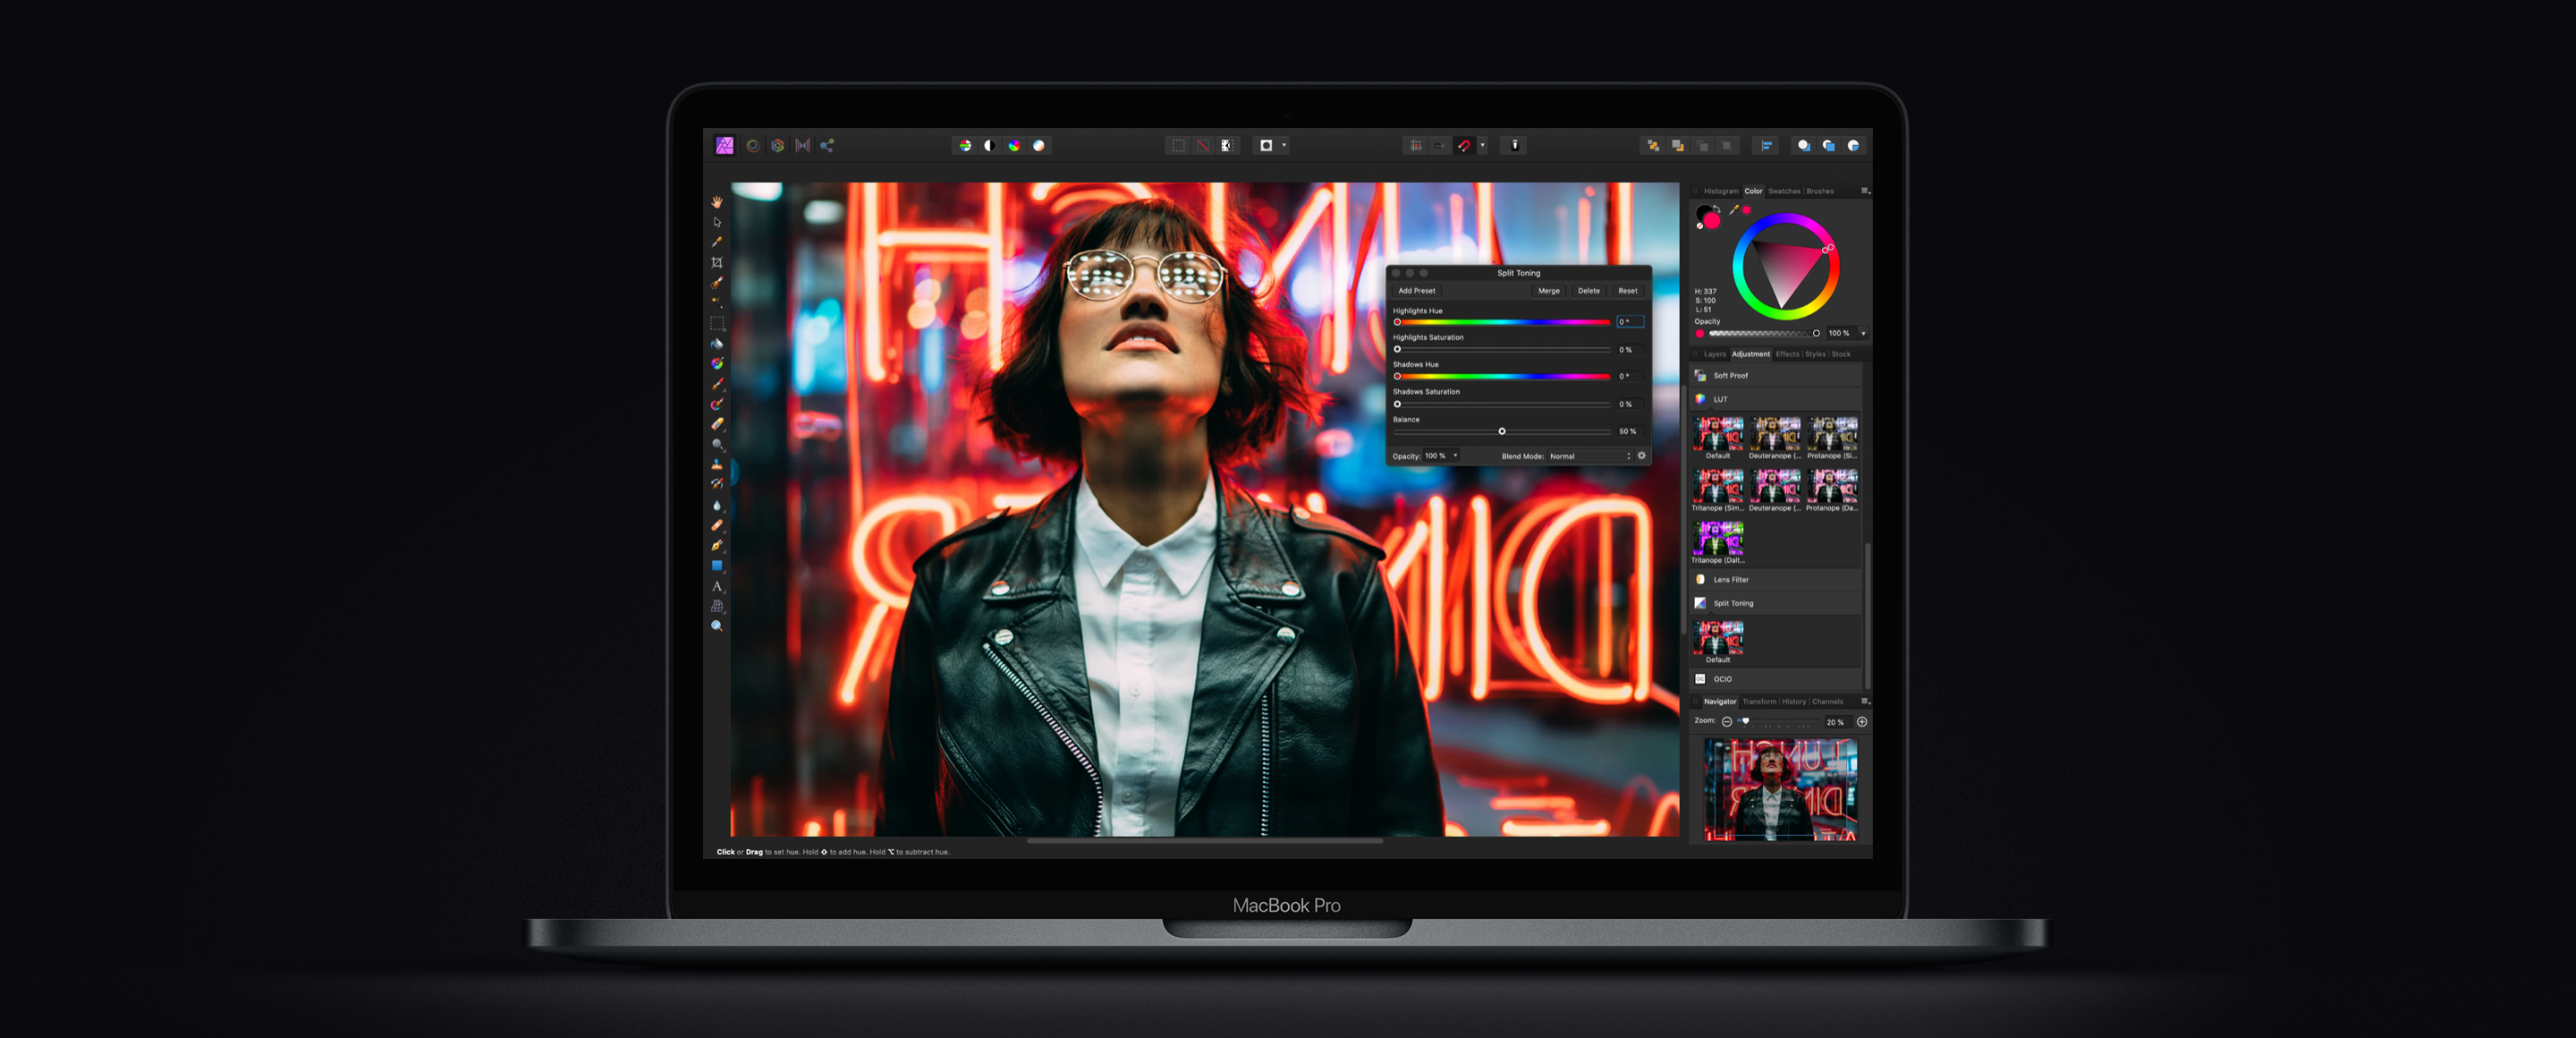 Histogram Color Swatches Brushes
H: 337
S: 100
L: 51
Opacity
100 %
Split Toning
Add Preset Merge Delete Reset
Highlights Hue
0 °
Highlights Saturation
0 %
Shadows Hue
0 °
Shadows Saturation
0 %
Balance
50 %
Opacity: 100 % Blend Mode: Normal
Layers Adjustment Effects Styles Stock
Soft Proof
LUT
Default Deuteranope (... Protanope (Si...
Tritanope (Sim... Deuteranope (... Protanope (Da...
Tritanope (Dalt...
Lens Filter
Split Toning
Default
OCIO
Navigator Transform History Channels
Zoom: 20 %
DINER
Click or Drag to set hue. Hold ⇧ to add hue. Hold ⌥ to subtract hue.
MacBook Pro